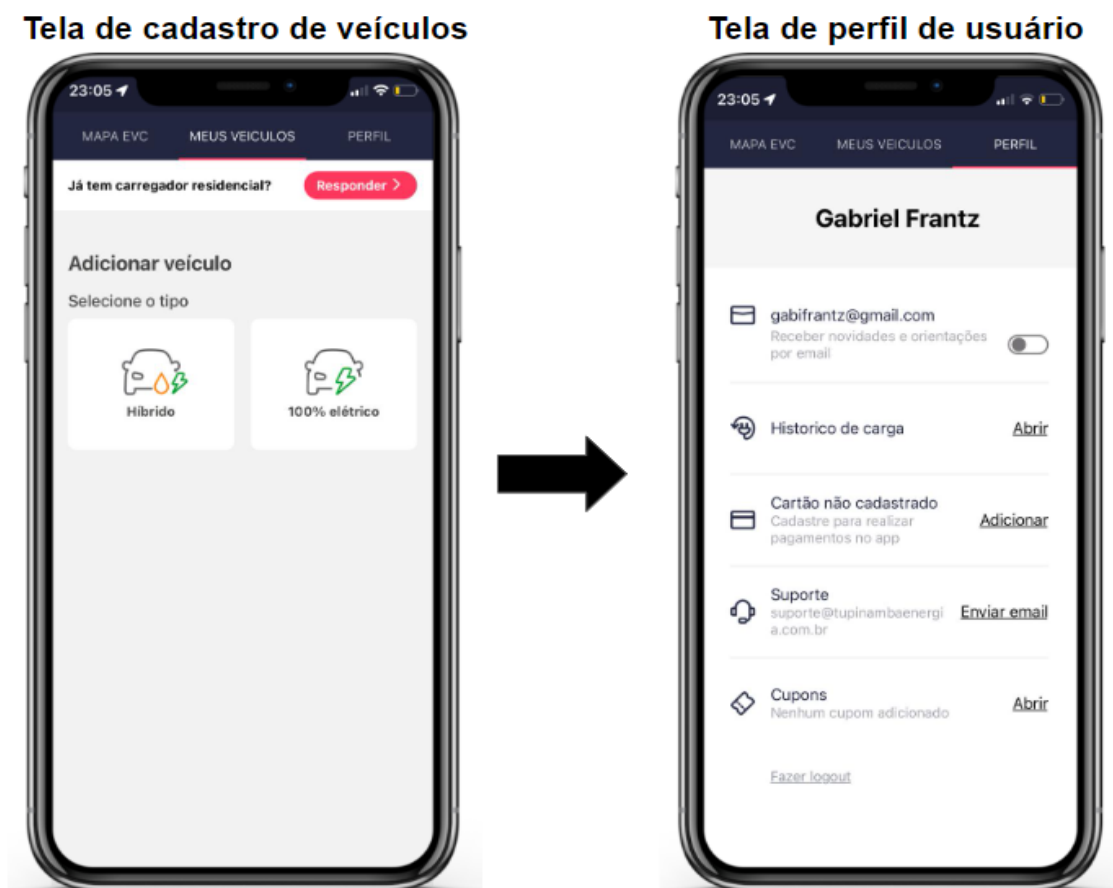 Tela de cadastro de veículos
23:05
MAPA EVC MEUS VEICULOS PERFIL
Já tem carregador residencial? Responder >
Adicionar veículo
Selecione o tipo
Híbrido 100% elétrico
Tela de perfil de usuário
23:05
MAPA EVC MEUS VEICULOS PERFIL
Gabriel Frantz
gabifrantz@gmail.com
Receber novidades e orientações
por email
Historico de carga Abrir
Cartão não cadastrado
Cadastre para realizar
pagamentos no app
Adicionar
Suporte
suporte@tupinambaenergi
a.com.br
Enviar email
Cupons
Nenhum cupom adicionado
Abrir
Fazer logout